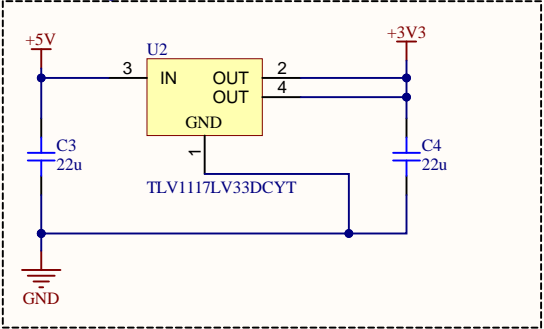 +5V
+3V3
U2
3
IN
OUT
2
OUT
4
GND
1
C3
22u
C4
22u
TLV1117LV33DCYT
GND